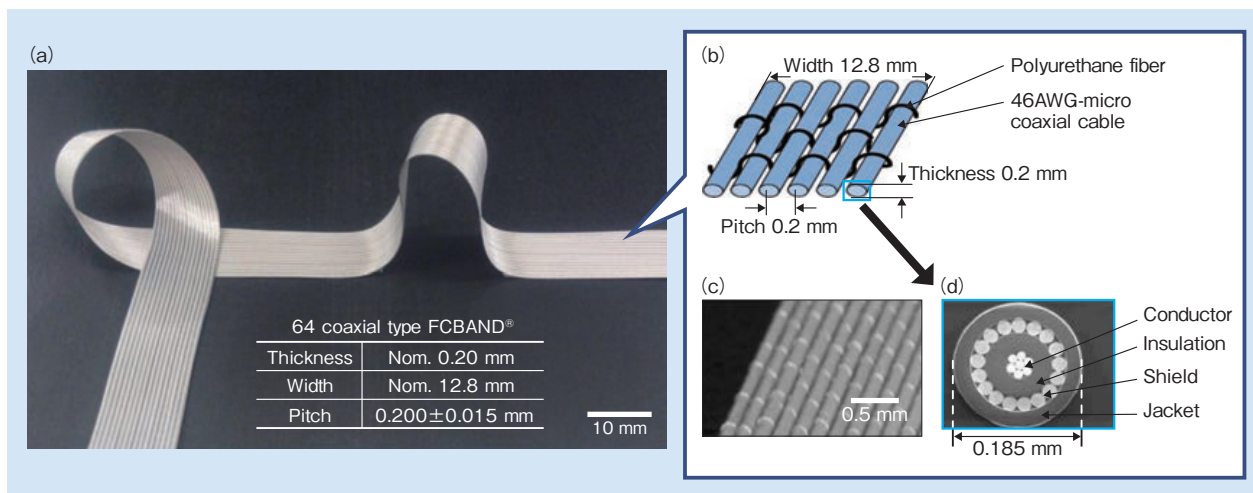 (a)
64 coaxial type FCBAND®
Thickness Nom. 0.20 mm
Width Nom. 12.8 mm
Pitch 0.200±0.015 mm
10 mm
(b)
Width 12.8 mm
Polyurethane fiber
46AWG-micro
coaxial cable
Thickness 0.2 mm
Pitch 0.2 mm
(c)
0.5 mm
(d)
Conductor
Insulation
Shield
Jacket
0.185 mm